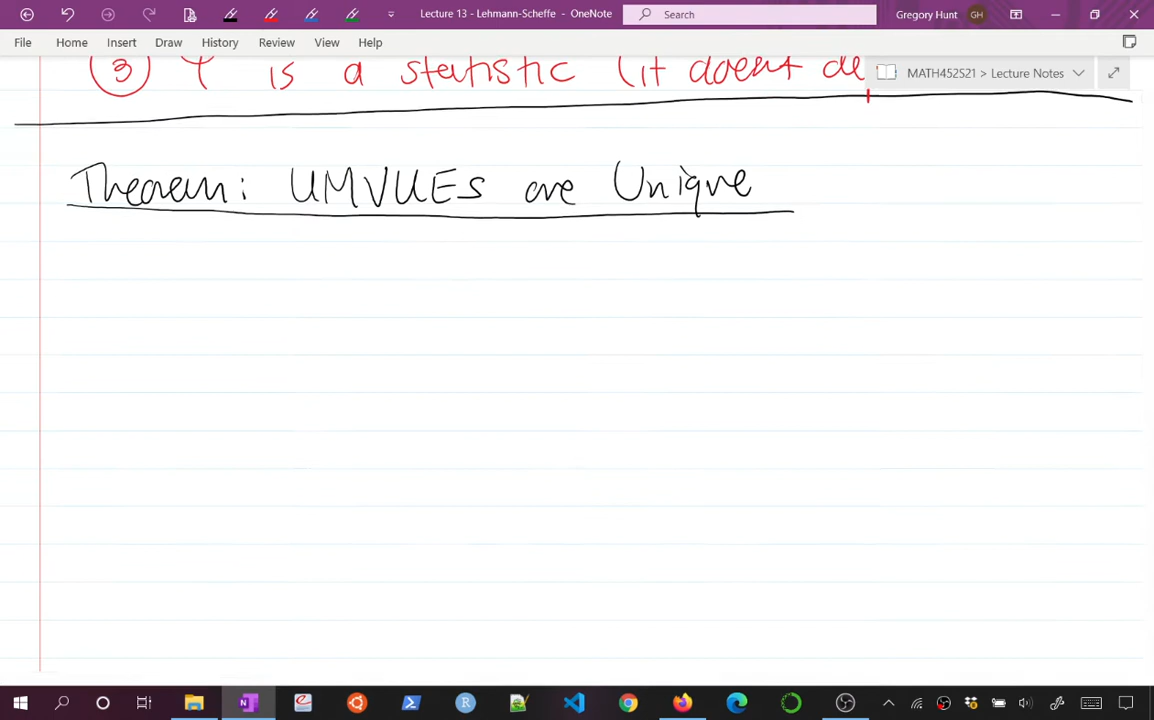 Lecture 13 - Lehmann-Scheffe - OneNote
Search
Gregory Hunt
GH
File Home Insert Draw History Review View Help
③ Y is a statistic (it doesn't de
MATH452S21 > Lecture Notes
Theorem: UMVUEs are Unique